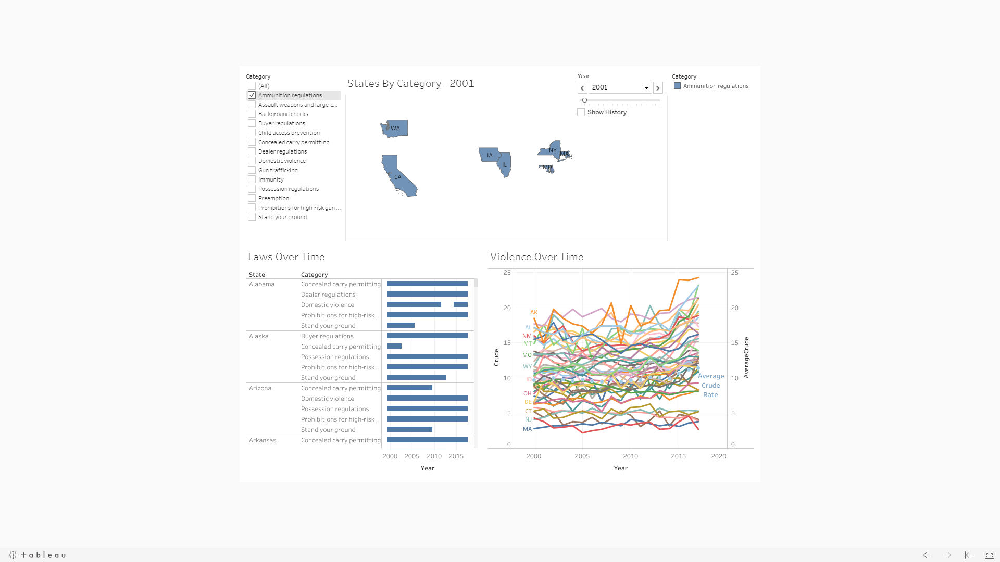 Category
(All)
Ammunition regulations
Assault weapons and large-c...
Background checks
Buyer regulations
Child access prevention
Concealed carry permitting
Dealer regulations
Domestic violence
Gun trafficking
Immunity
Possession regulations
Preemption
Prohibitions for high-risk gun ...
Stand your ground
States By Category - 2001
Year
2001
Show History
Category
Ammunition regulations
WA
CA
IA
IL
NY
MA
MD
Laws Over Time
State Category
Alabama Concealed carry permitting
Dealer regulations
Domestic violence
Prohibitions for high-risk ..
Stand your ground
Alaska Buyer regulations
Concealed carry permitting
Possession regulations
Prohibitions for high-risk ..
Stand your ground
Arizona Concealed carry permitting
Domestic violence
Possession regulations
Prohibitions for high-risk ..
Stand your ground
Arkansas Concealed carry permitting
2000 2005 2010 2015
Year
Violence Over Time
25
20
15
10
5
0
Crude
AK
AL
NM
MT
MO
WY
ID
OH
DE
CT
NJ
MA
Average
Crude
Rate
25
20
15
10
5
0
AverageCrude
2000 2005 2010 2015 2020
Year
+ableau